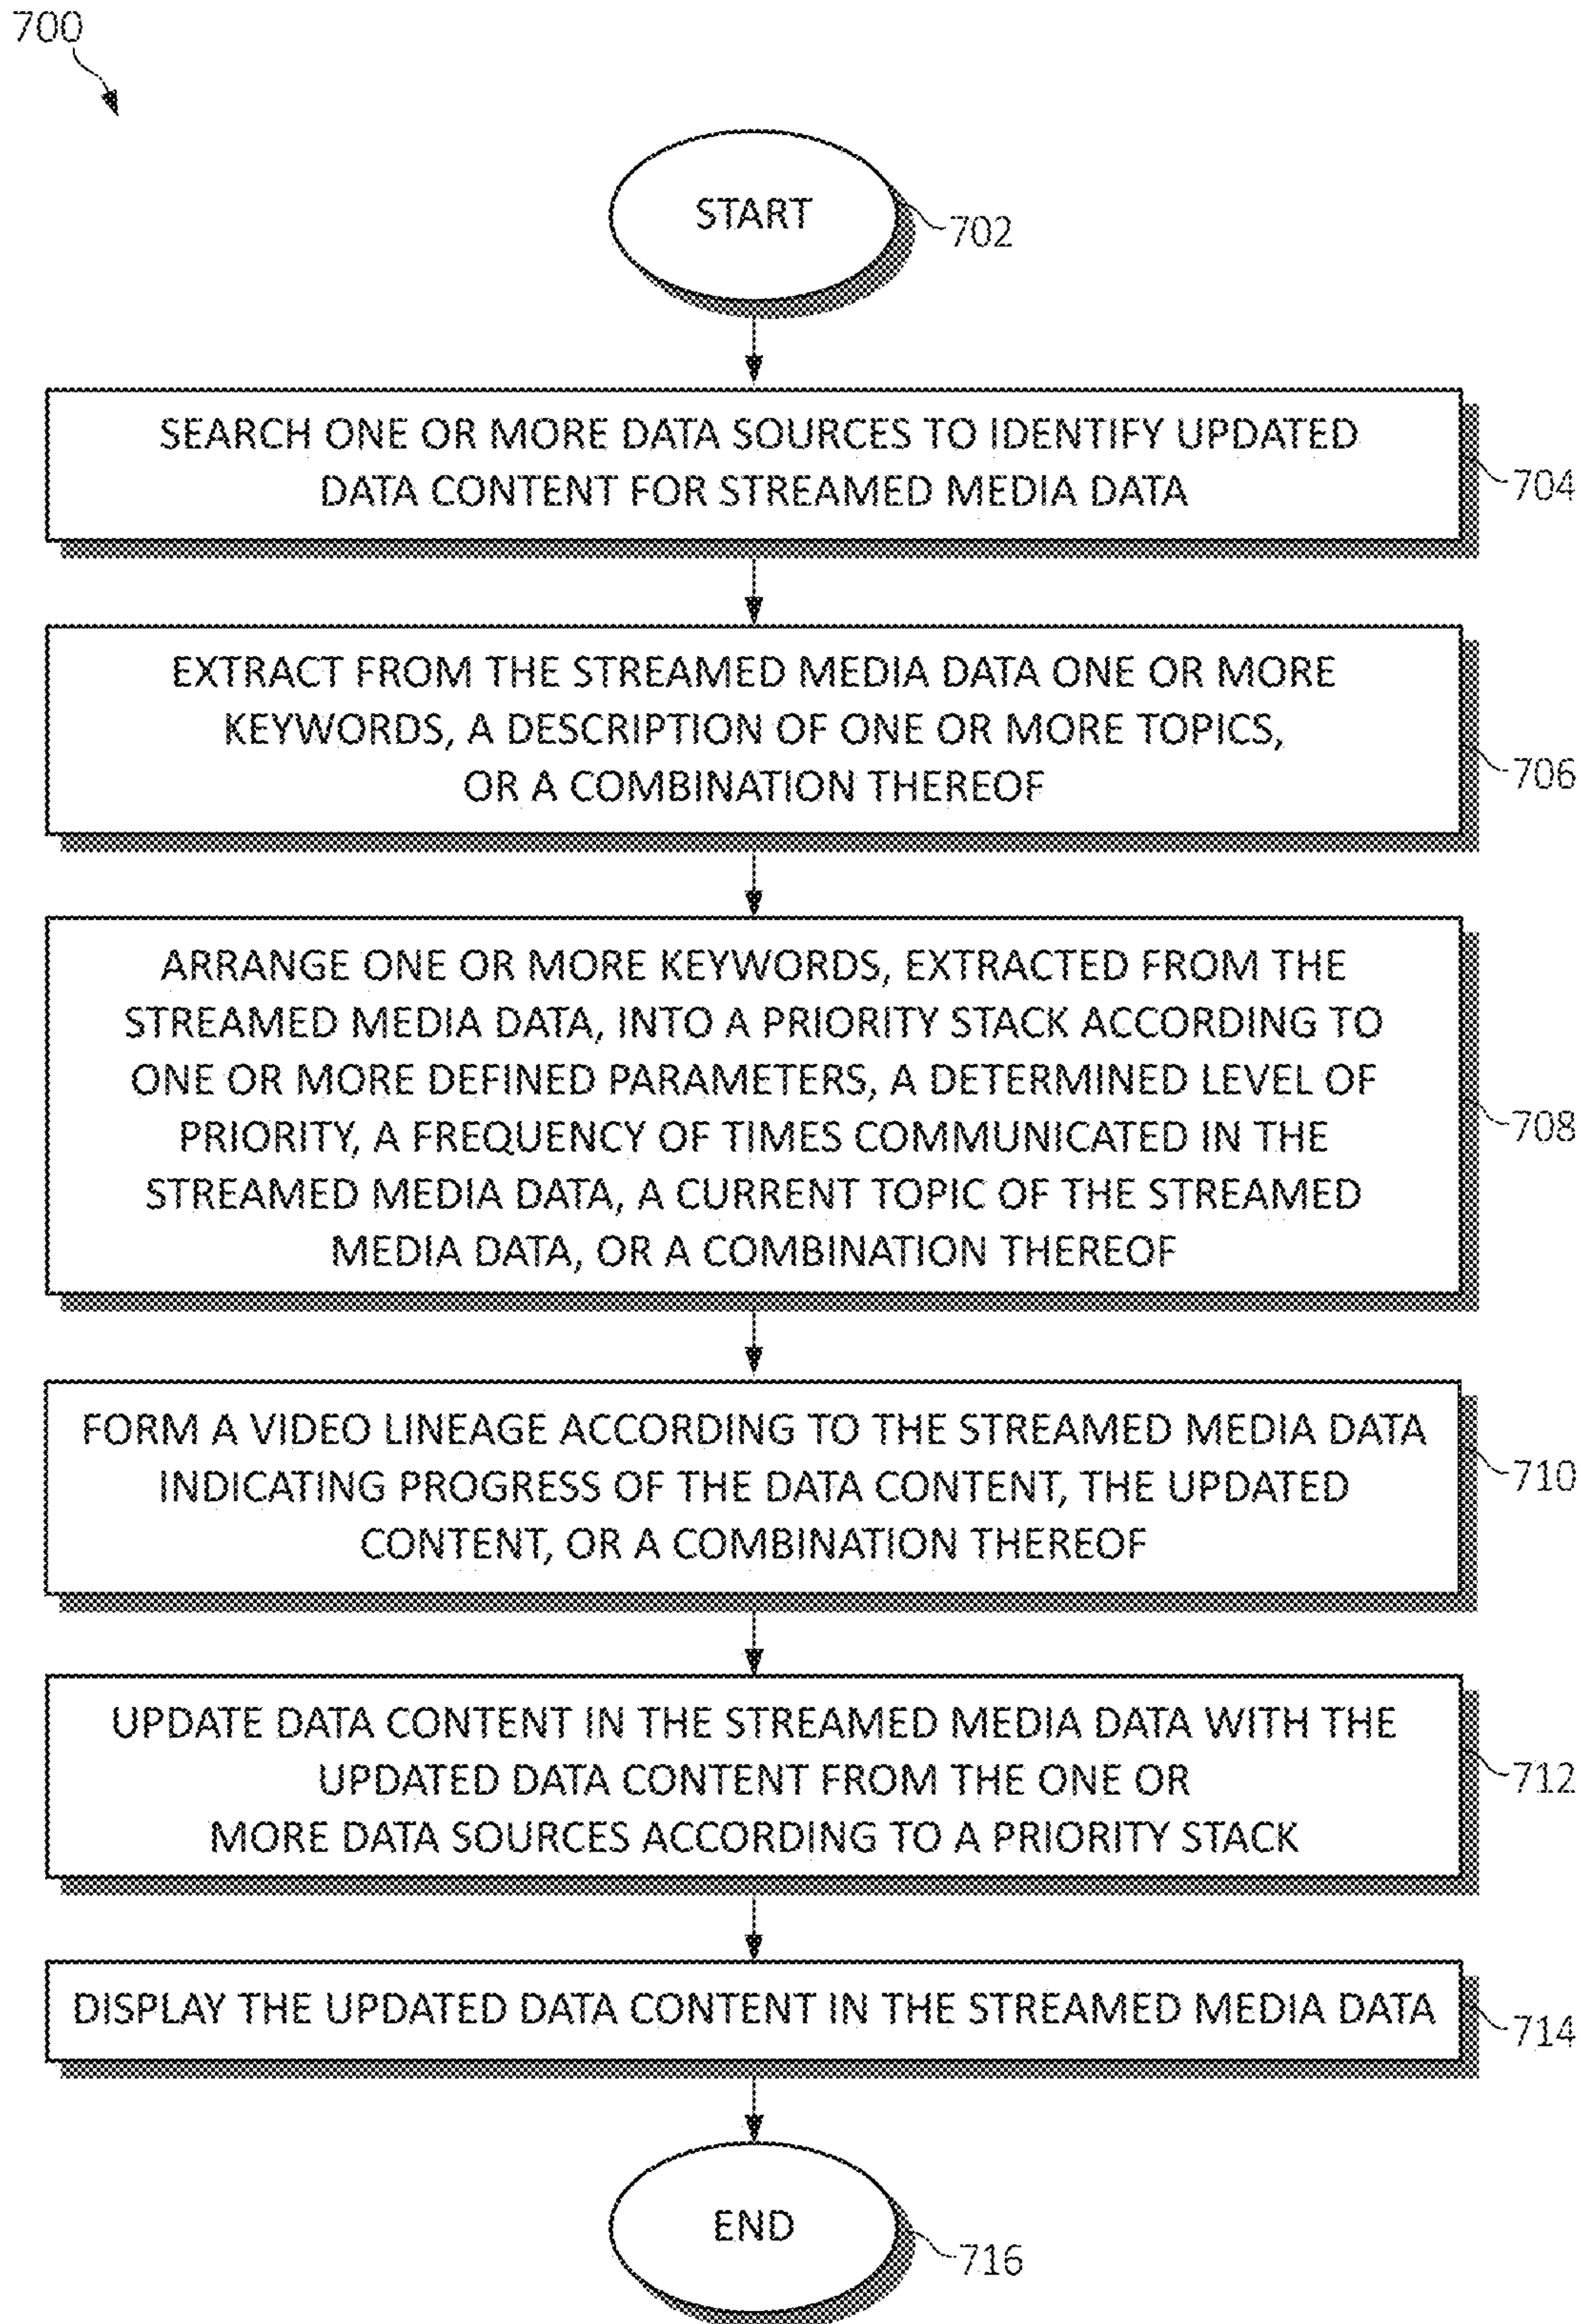 700
START
702
SEARCH ONE OR MORE DATA SOURCES TO IDENTIFY UPDATED
DATA CONTENT FOR STREAMED MEDIA DATA
704
EXTRACT FROM THE STREAMED MEDIA DATA ONE OR MORE
KEYWORDS, A DESCRIPTION OF ONE OR MORE TOPICS,
OR A COMBINATION THEREOF
706
ARRANGE ONE OR MORE KEYWORDS, EXTRACTED FROM THE
STREAMED MEDIA DATA, INTO A PRIORITY STACK ACCORDING TO
ONE OR MORE DEFINED PARAMETERS, A DETERMINED LEVEL OF
PRIORITY, A FREQUENCY OF TIMES COMMUNICATED IN THE
STREAMED MEDIA DATA, A CURRENT TOPIC OF THE STREAMED
MEDIA DATA, OR A COMBINATION THEREOF
708
FORM A VIDEO LINEAGE ACCORDING TO THE STREAMED MEDIA DATA
INDICATING PROGRESS OF THE DATA CONTENT, THE UPDATED
CONTENT, OR A COMBINATION THEREOF
710
UPDATE DATA CONTENT IN THE STREAMED MEDIA DATA WITH THE
UPDATED DATA CONTENT FROM THE ONE OR
MORE DATA SOURCES ACCORDING TO A PRIORITY STACK
712
DISPLAY THE UPDATED DATA CONTENT IN THE STREAMED MEDIA DATA
714
END
716